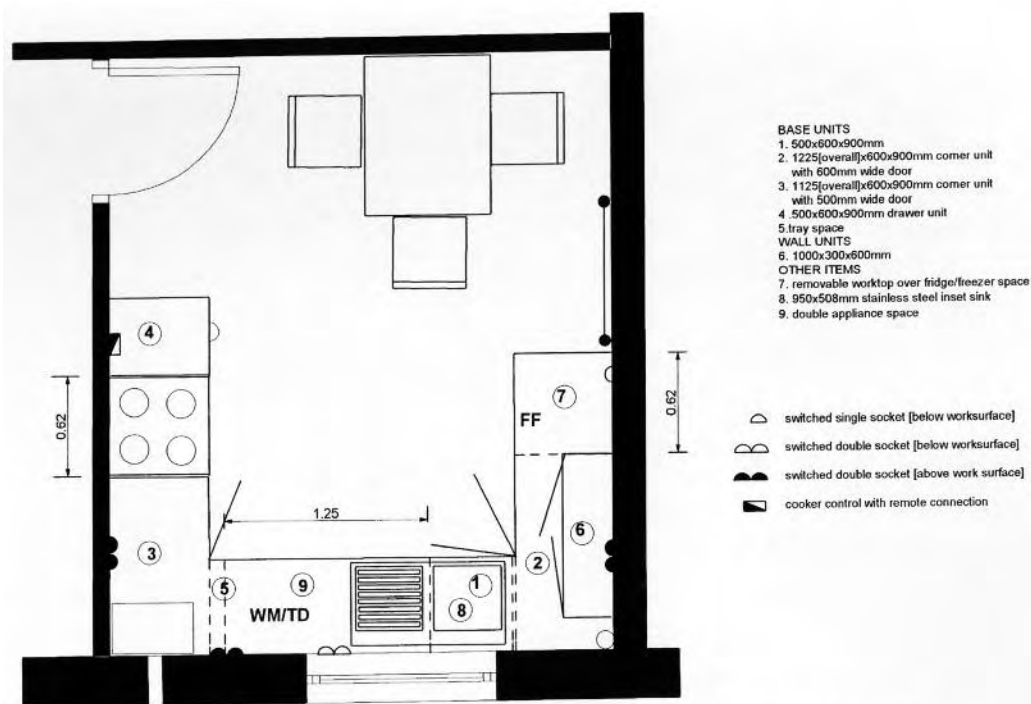 BASE UNITS
1. 500x600x900mm
2. 1225[overall]x600x900mm corner unit
with 600mm wide door
3. 1125[overall]x600x900mm corner unit
with 500mm wide door
4 .500x600x900mm drawer unit
5.tray space
WALL UNITS
6. 1000x300x600mm
OTHER ITEMS
7. removable worktop over fridge/freezer space
8. 950x508mm stainless steel inset sink
9. double appliance space
4
0.62
7
FF
0.62
switched single socket [below worksurface]
switched double socket [below worksurface]
switched double socket [above work surface]
cooker control with remote connection
1.25
3
6
2
5
9
1
8
WM/TD